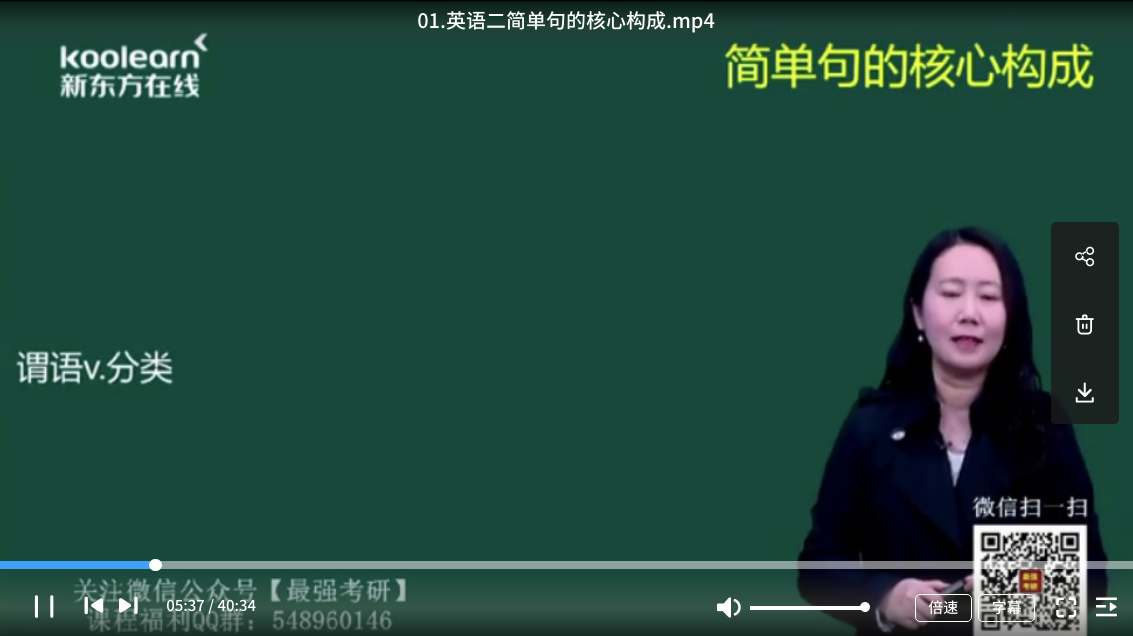 01.英语二简单句的核心构成.mp4
koolearn
新东方在线
简单句的核心构成
谓语v.分类
微信扫一扫
关注微信公众号【最强考研】
课程福利QQ群：548960146
05:37 / 40:34
倍速
字幕